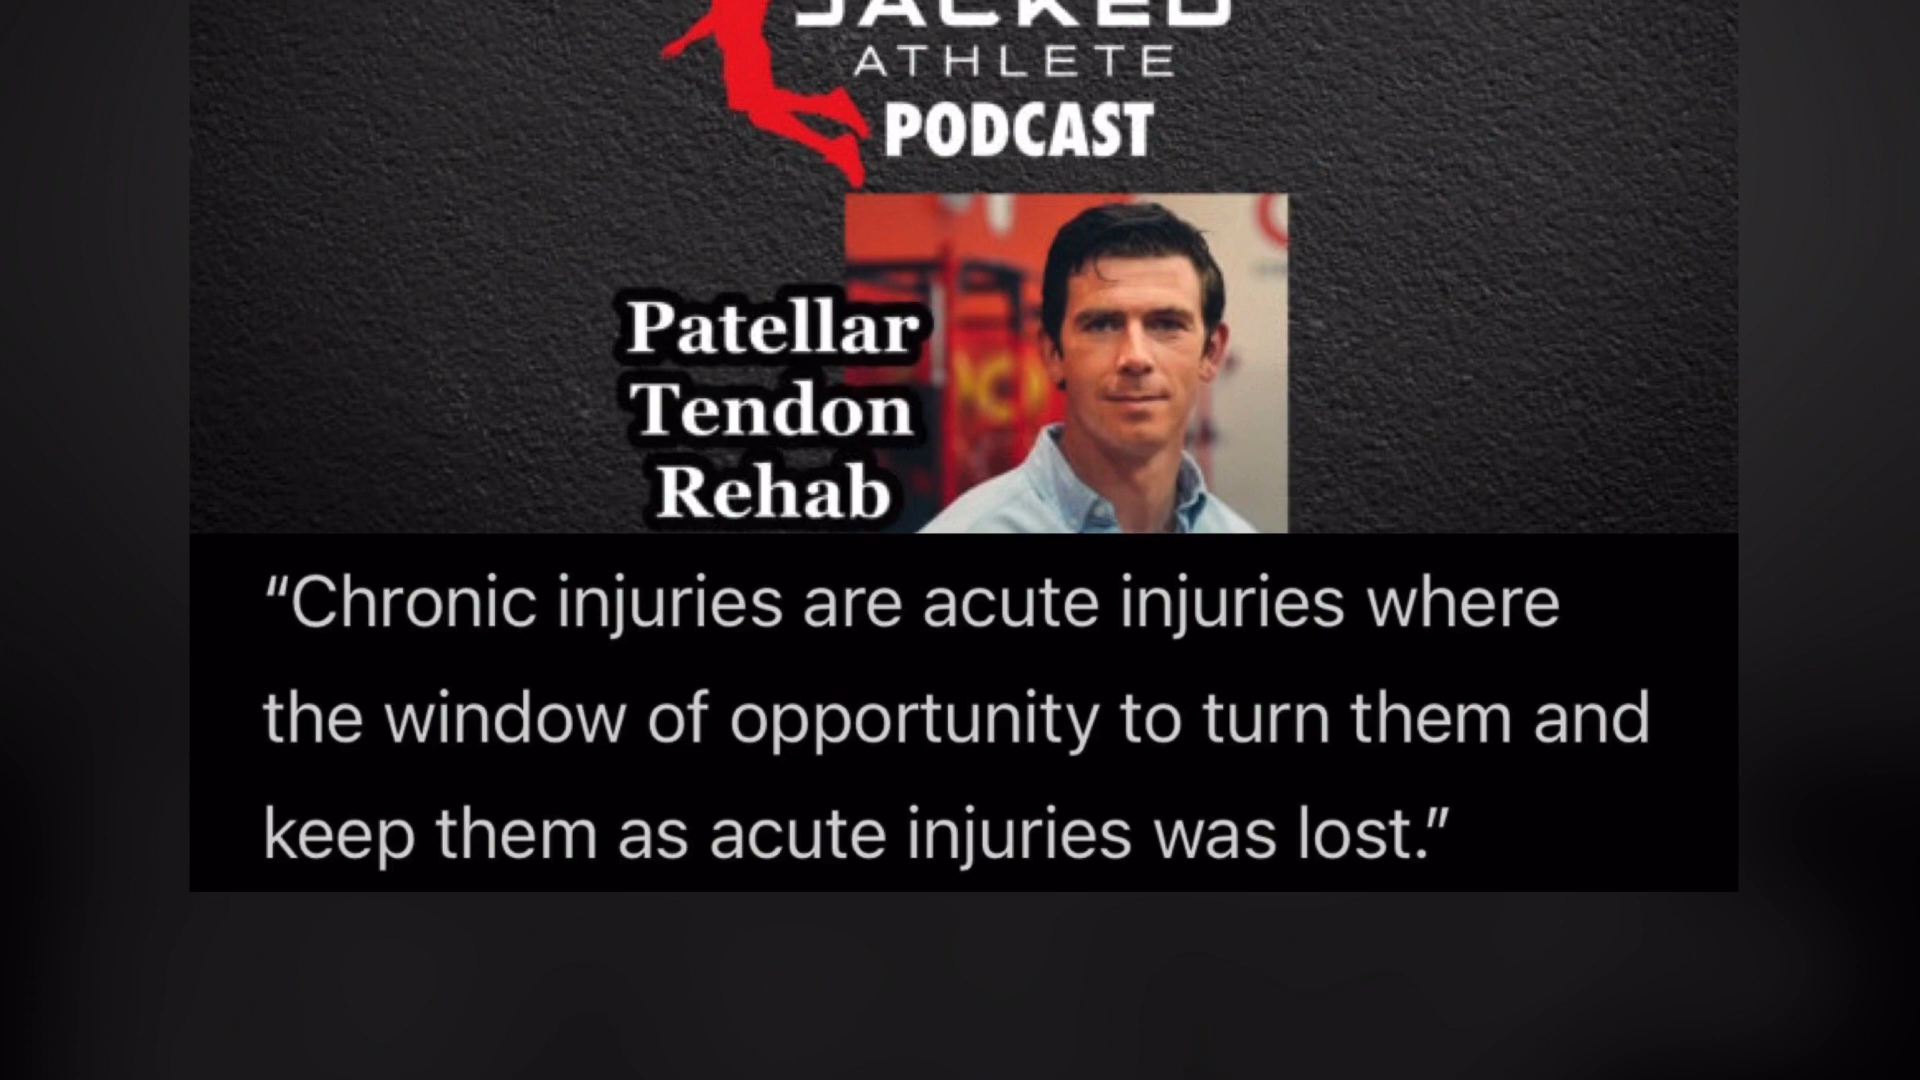 JACKED
ATHLETE
PODCAST
Patellar
Tendon
Rehab
“Chronic injuries are acute injuries where
the window of opportunity to turn them and
keep them as acute injuries was lost.”